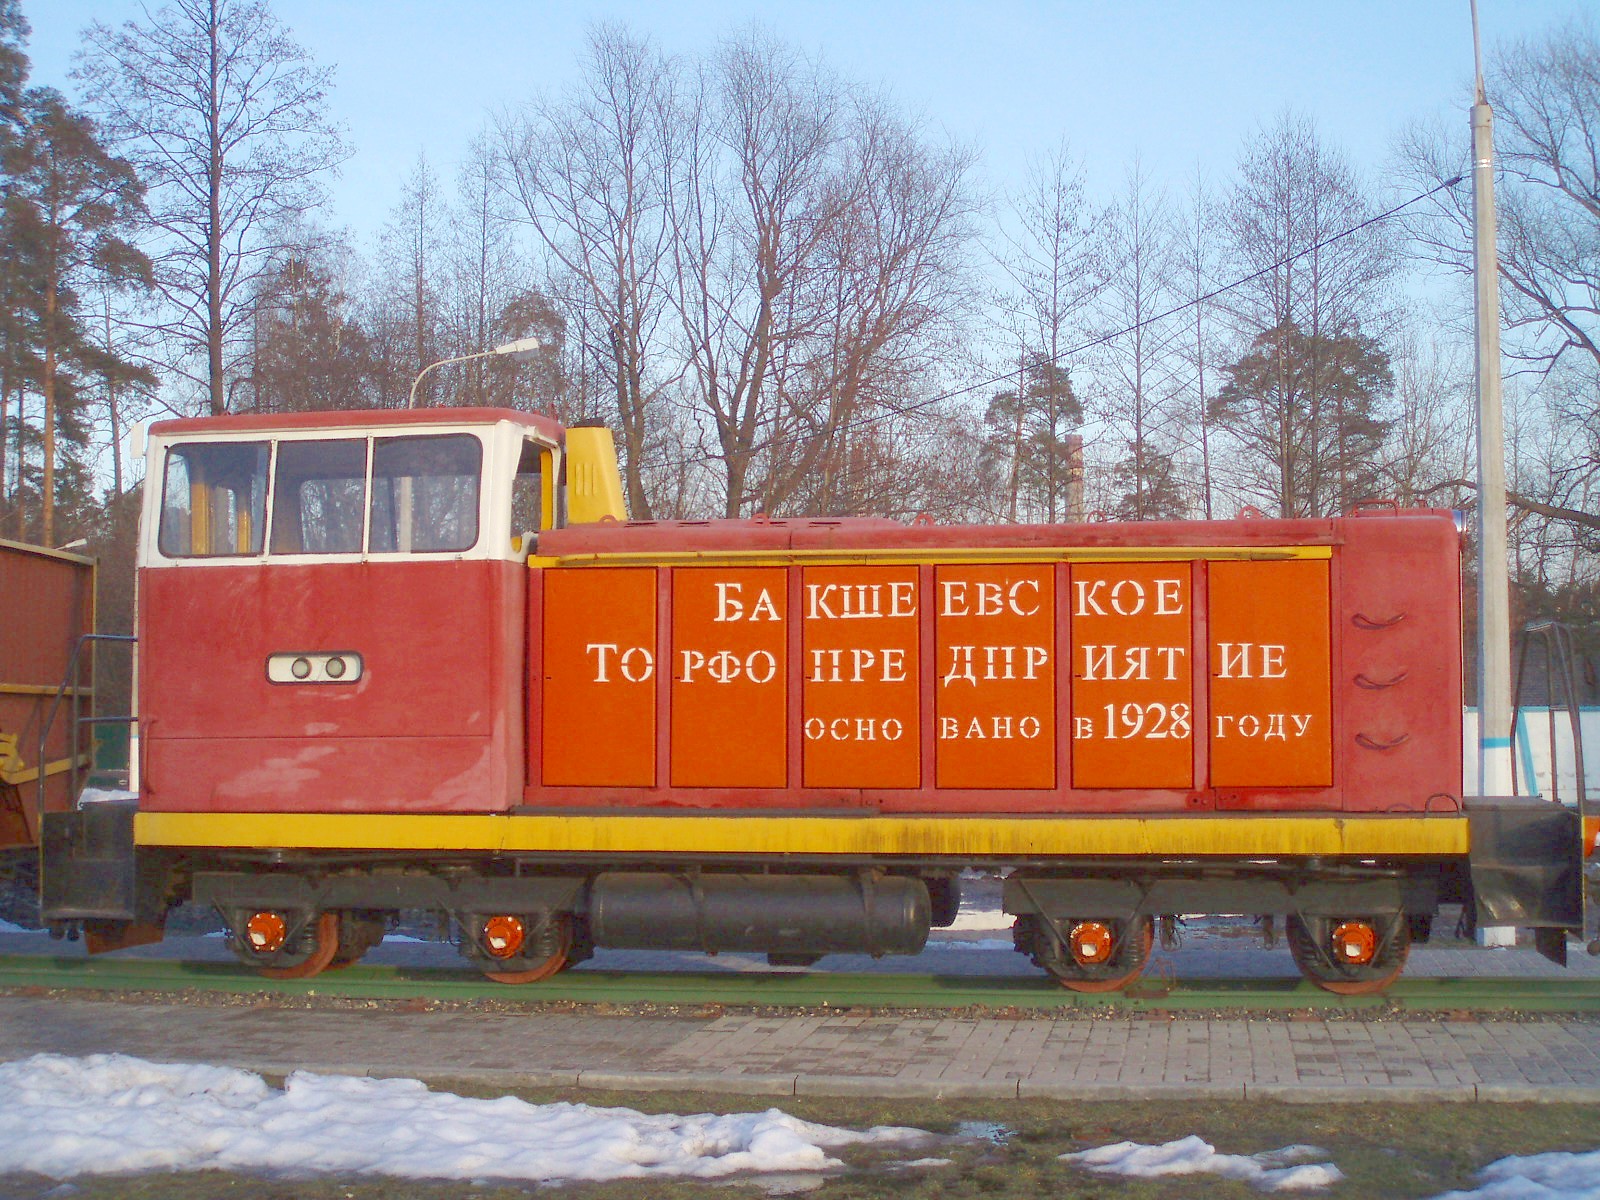 БАКШЕЕВСКОЕ
ТОРФОПРЕДПРИЯТИЕ
ОСНОВАНО В 1928 ГОДУ